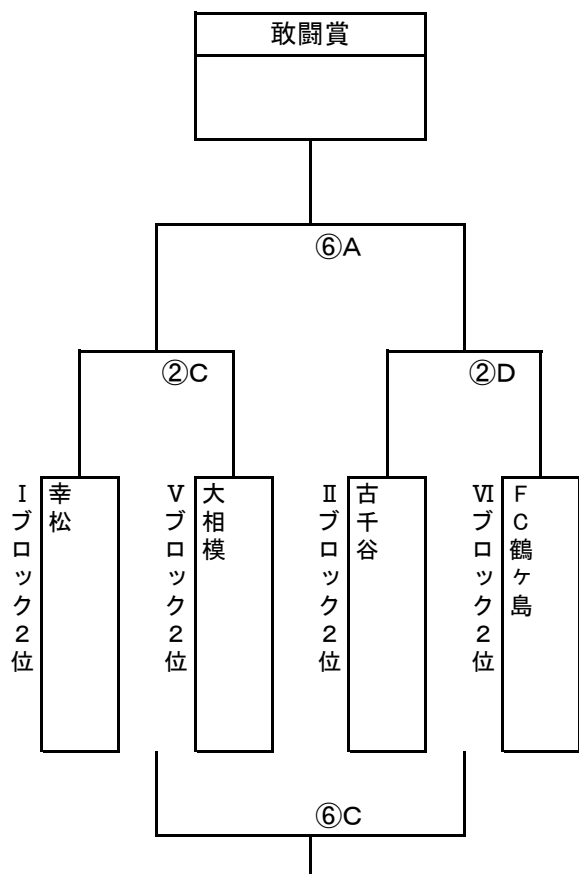 敢闘賞
⑥A
②C
②D
Ⅰブロック2位
幸松
Ⅴブロック2位
大相模
Ⅱブロック2位
古千谷
Ⅵブロック2位
FC鶴ヶ島
⑥C